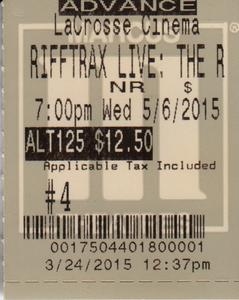 ADVANCE
LaCrosse Cinema
MARCUS
RIFFTRAX LIVE: THE R
NR $
7:00pm Wed 5/6/2015
ALT125 $12.50
Applicable Tax Included
#4
0017504401800001
3/24/2015 12:37pm